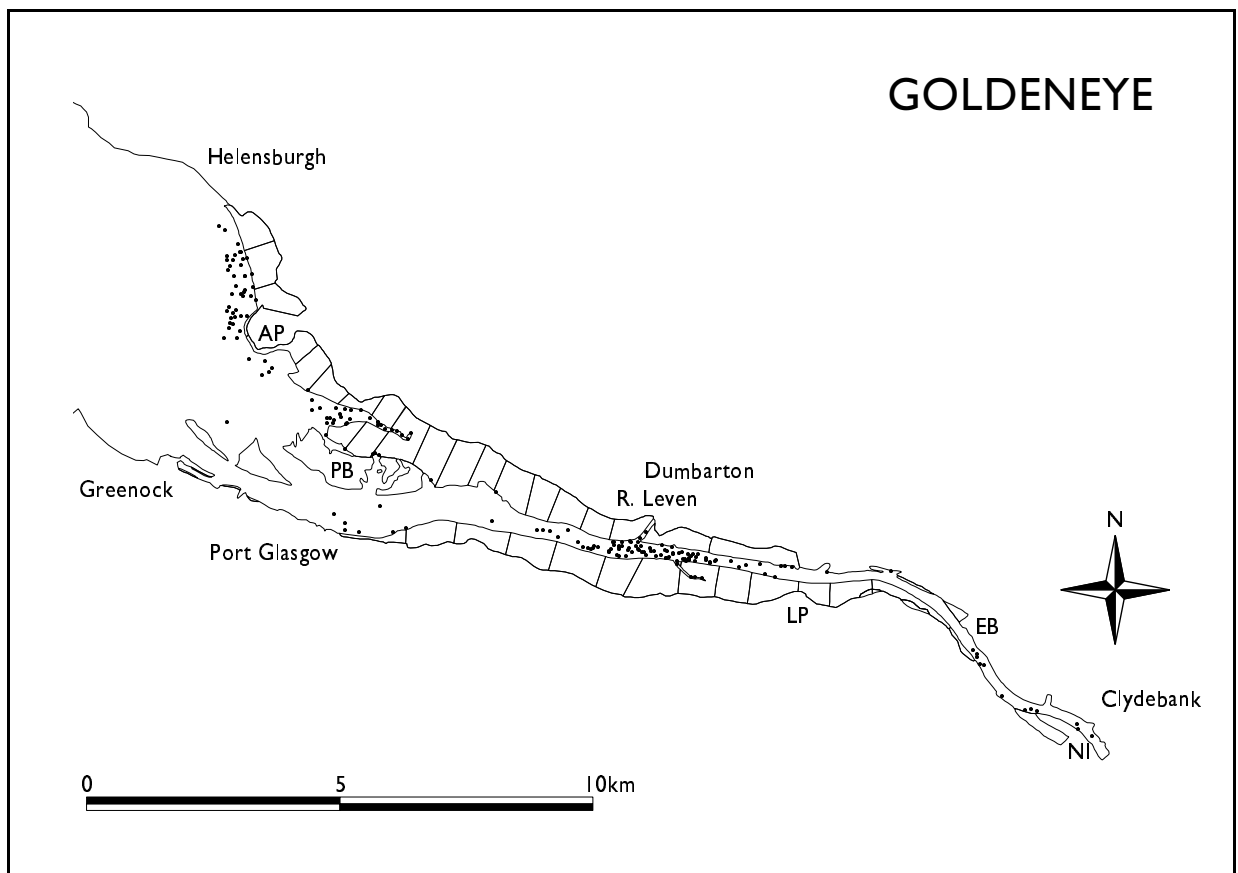 GOLDENEYE
Helensburgh
AP
PB
Greenock
Dumbarton
R. Leven
Port Glasgow
N
LP
EB
Clydebank
NI
0 5 10km